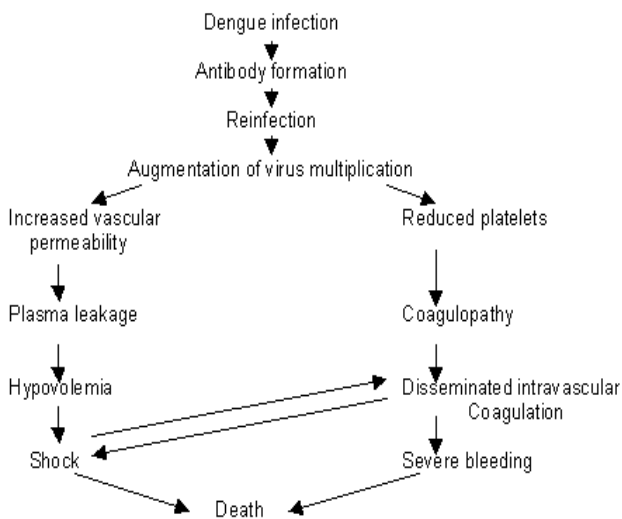 Dengue infection
Antibody formation
Reinfection
Augmentation of virus multiplication
Increased vascular
permeability
Reduced platelets
Plasma leakage
Coagulopathy
Hypovolemia
Disseminated intravascular
Coagulation
Shock
Severe bleeding
Death